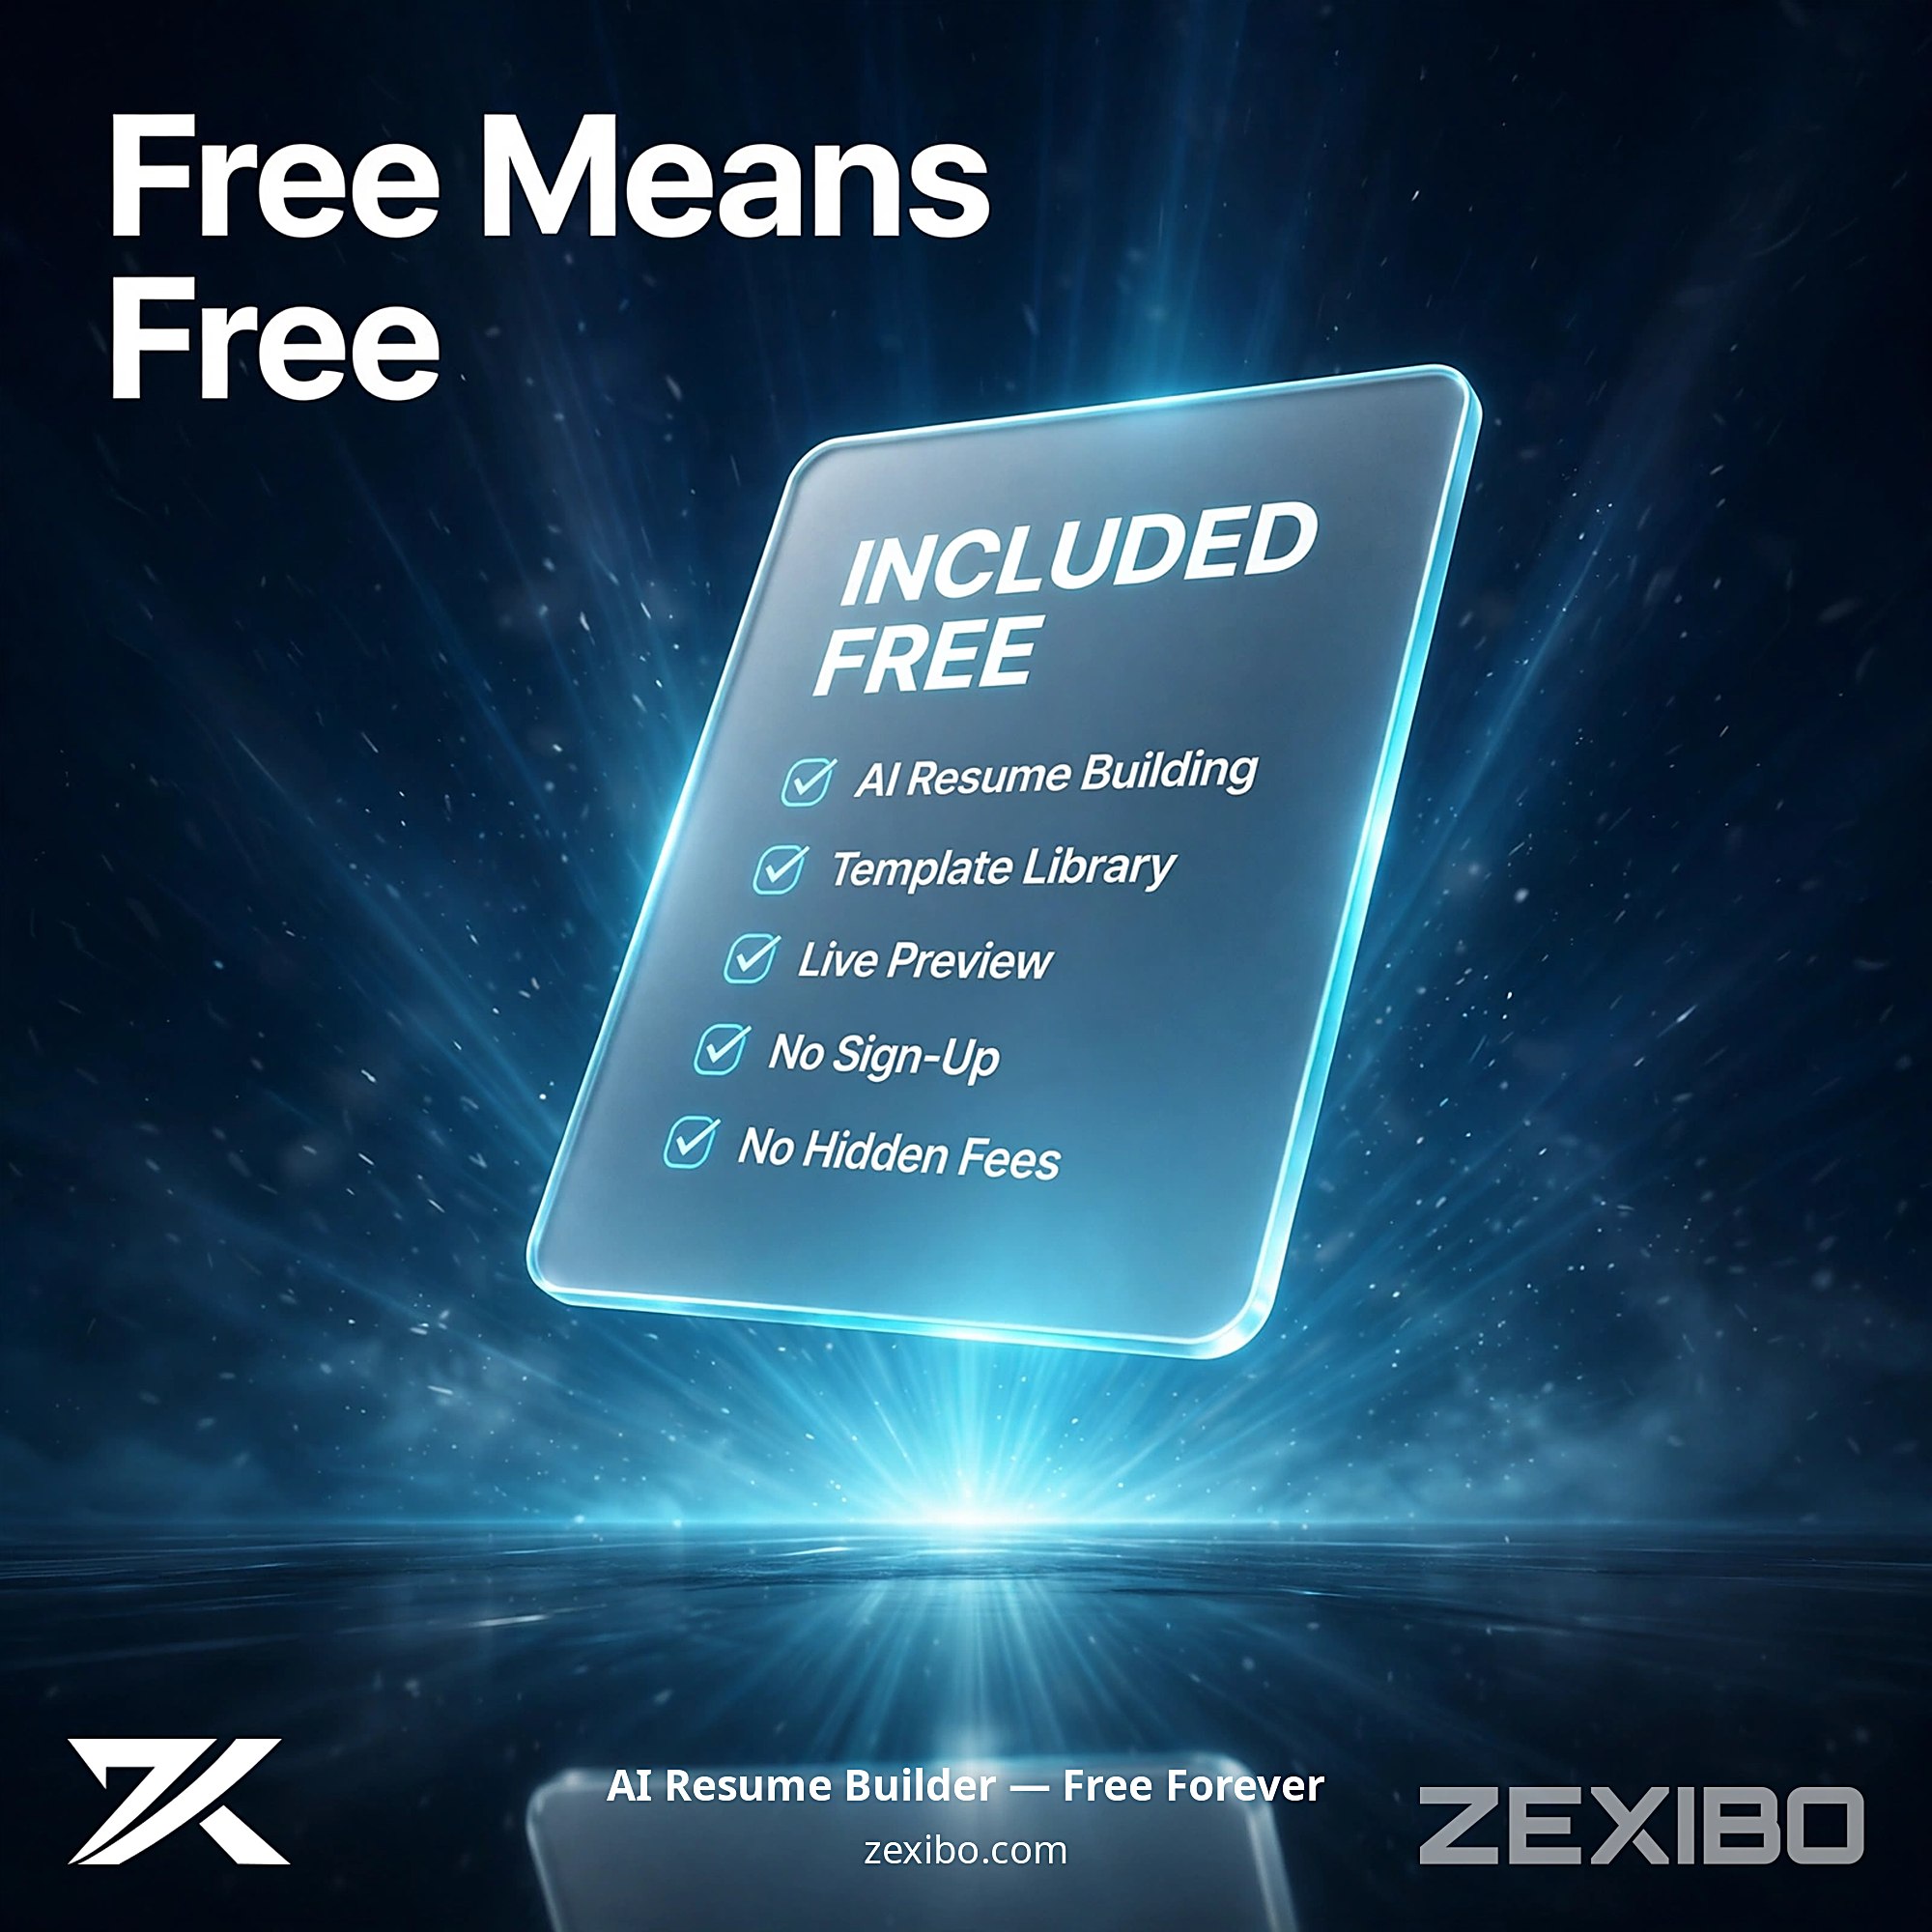 Free Means
Free
INCLUDED
FREE
AI Resume Building
Template Library
Live Preview
No Sign-Up
No Hidden Fees
AI Resume Builder — Free Forever
zexibo.com
ZEXIBO